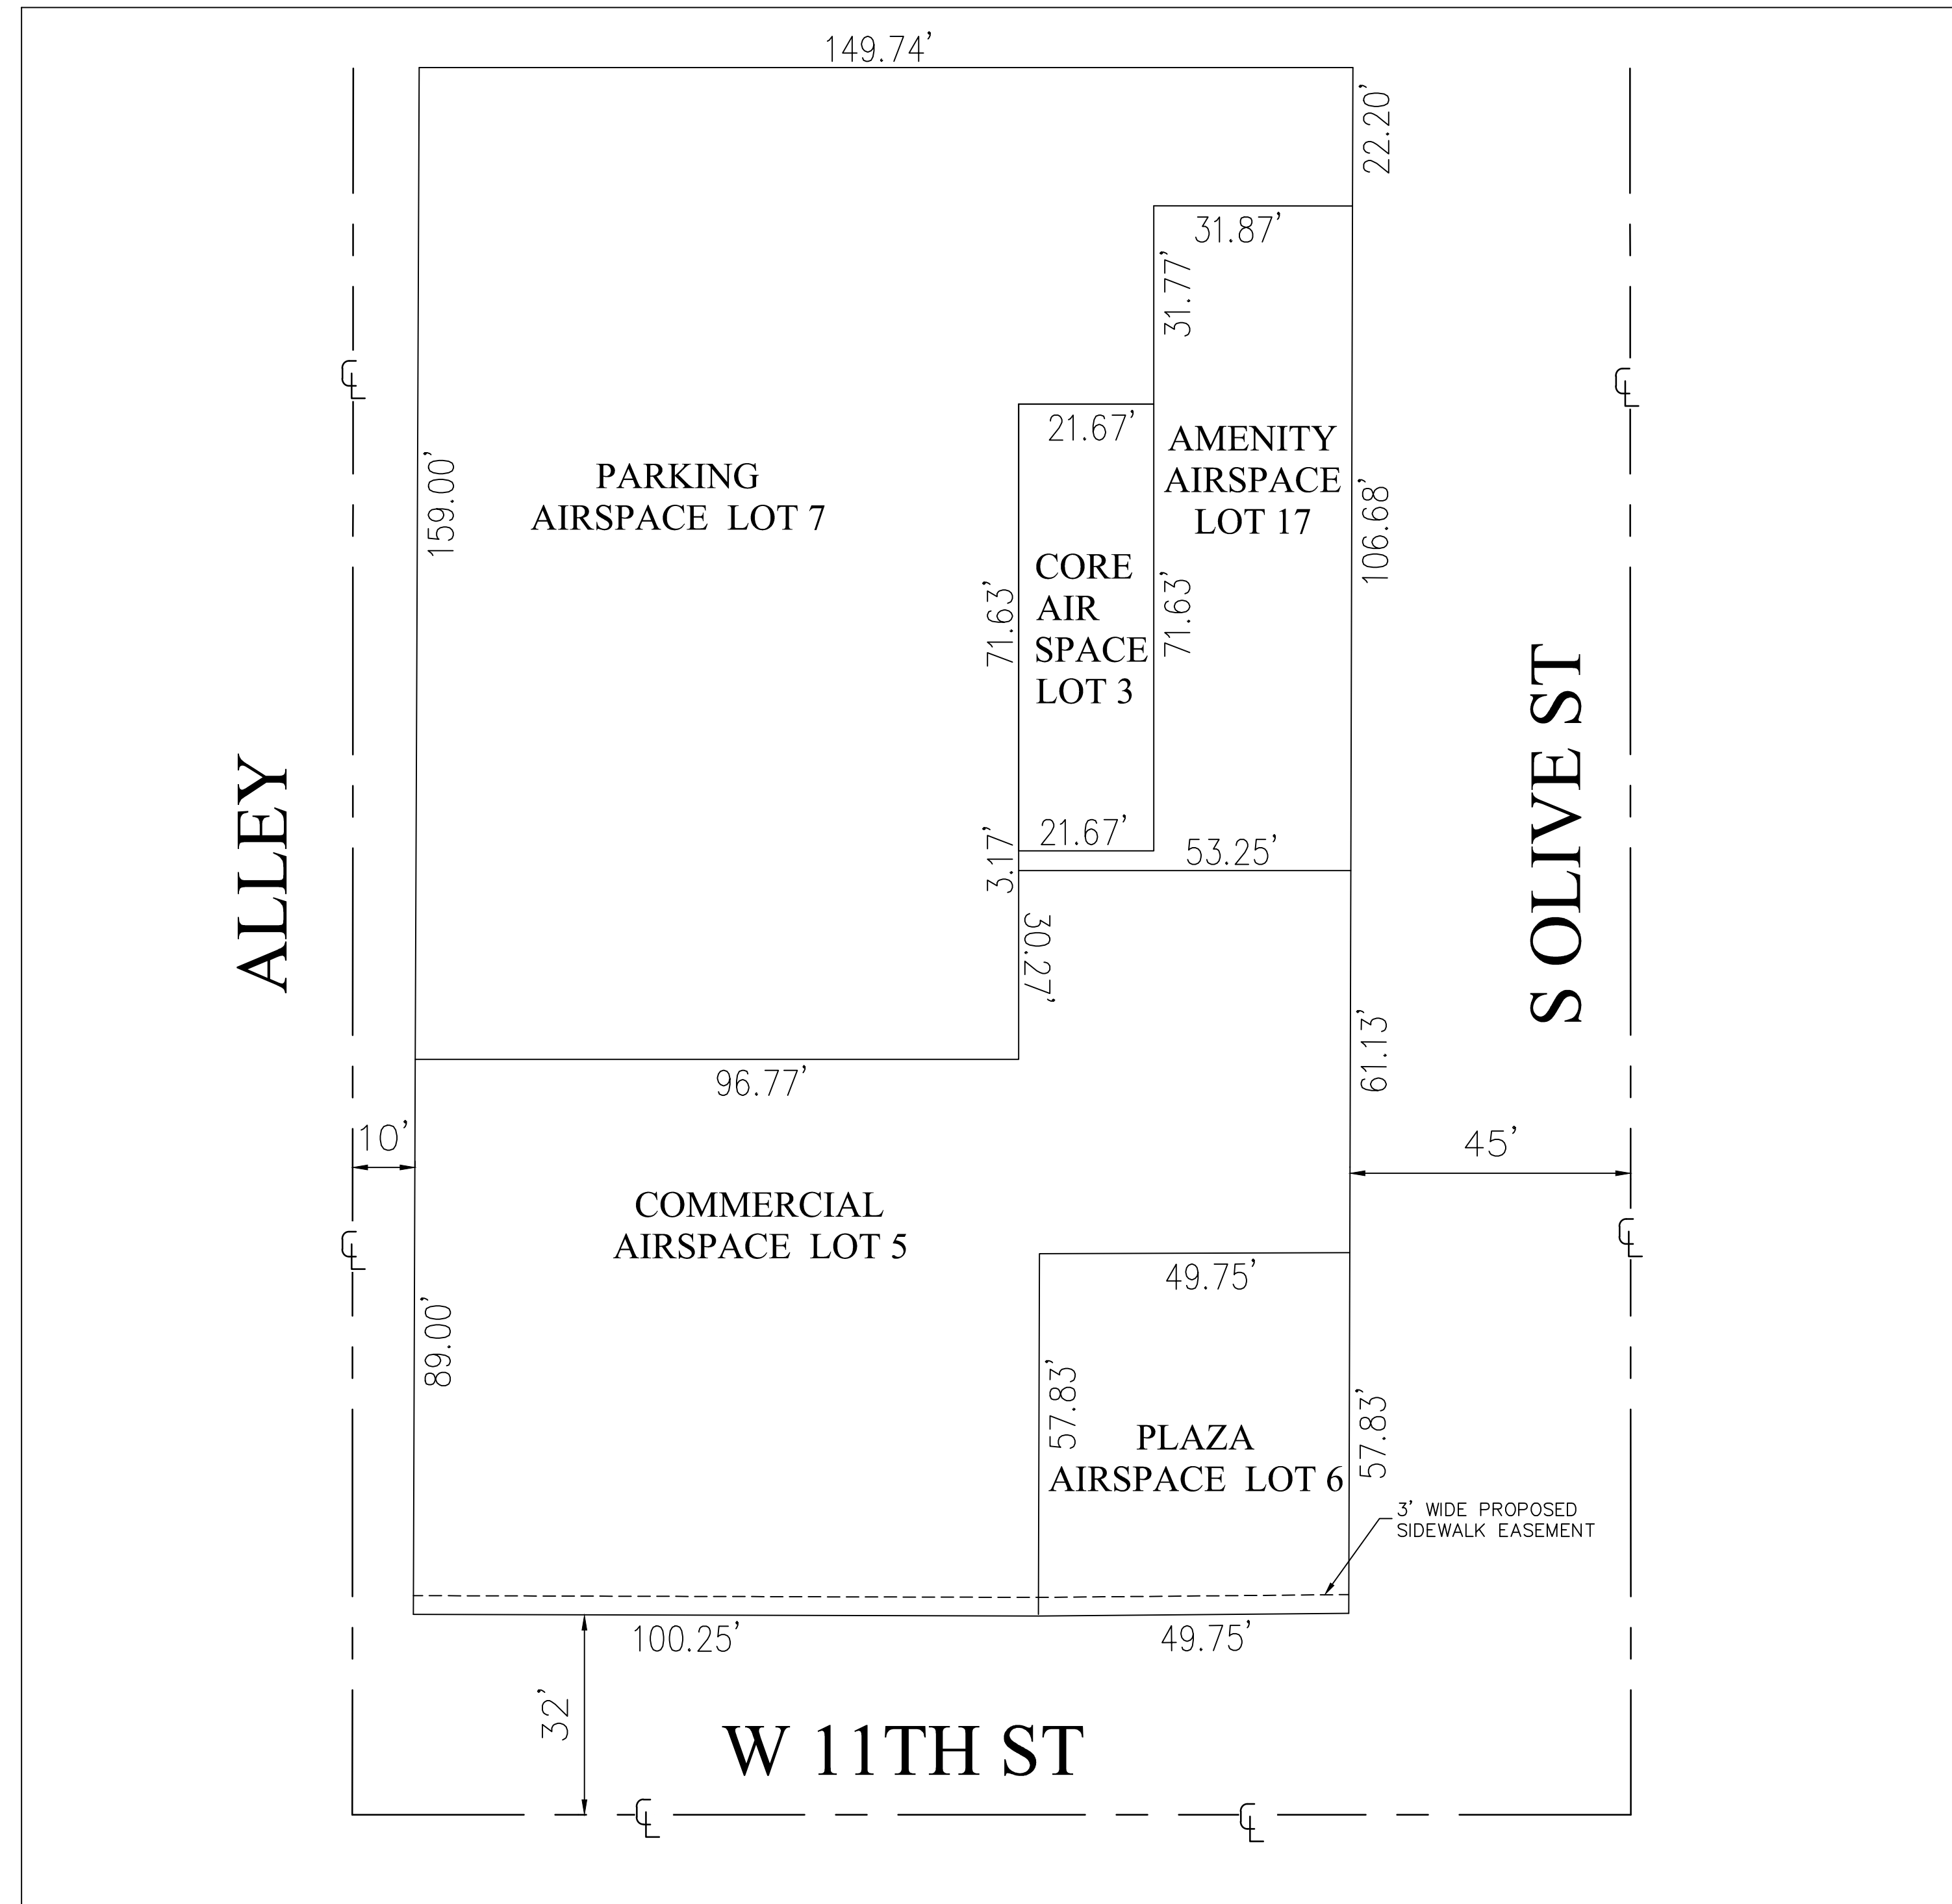 149.74'
22.20'
31.87'
31.77'
21.67'
AMENITY
AIRSPACE
LOT 17
PARKING
AIRSPACE LOT 7
159.00'
106.68'
CORE
AIR
SPACE
LOT 3
71.63'
71.63'
S OLIVE ST
ALLEY
21.67'
53.25'
3.17'
30.27'
96.77'
61.13'
10'
45'
COMMERCIAL
AIRSPACE LOT 5
49.75'
89.00'
57.83'
57.83'
PLAZA
AIRSPACE LOT 6
3' WIDE PROPOSED
SIDEWALK EASEMENT
100.25'
49.75'
32'
W 11TH ST